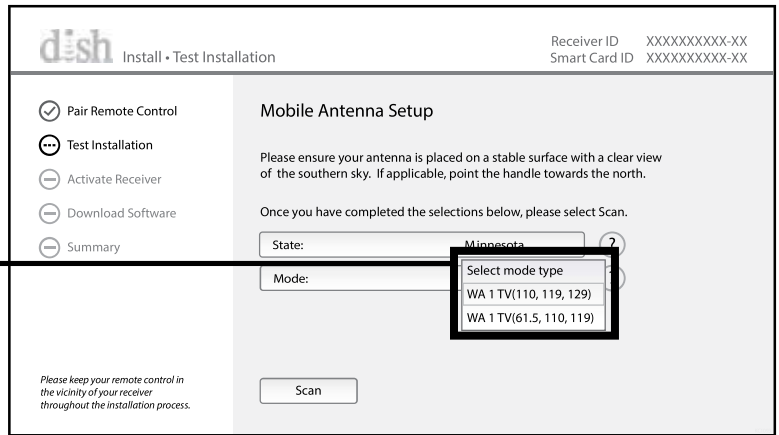 dish Install • Test Installation
Receiver ID XXXXXXXXXX-XX
Smart Card ID XXXXXXXXXX-XX
Pair Remote Control
Test Installation
Activate Receiver
Download Software
Summary
Please keep your remote control in
the vicinity of your receiver
throughout the installation process.
Mobile Antenna Setup
Please ensure your antenna is placed on a stable surface with a clear view
of the southern sky. If applicable, point the handle towards the north.
Once you have completed the selections below, please select Scan.
State: Minnesota ?
Mode:
Select mode type
WA 1 TV(110, 119, 129)
WA 1 TV(61.5, 110, 119)
Scan